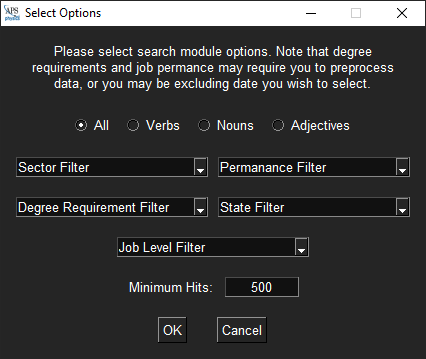 APS
physics
Select Options
Please select search module options. Note that degree
requirements and job permance may require you to preprocess
data, or you may be excluding date you wish to select.
All Verbs Nouns Adjectives
Sector Filter Permanance Filter
Degree Requirement Filter State Filter
Job Level Filter
Minimum Hits: 500
OK Cancel